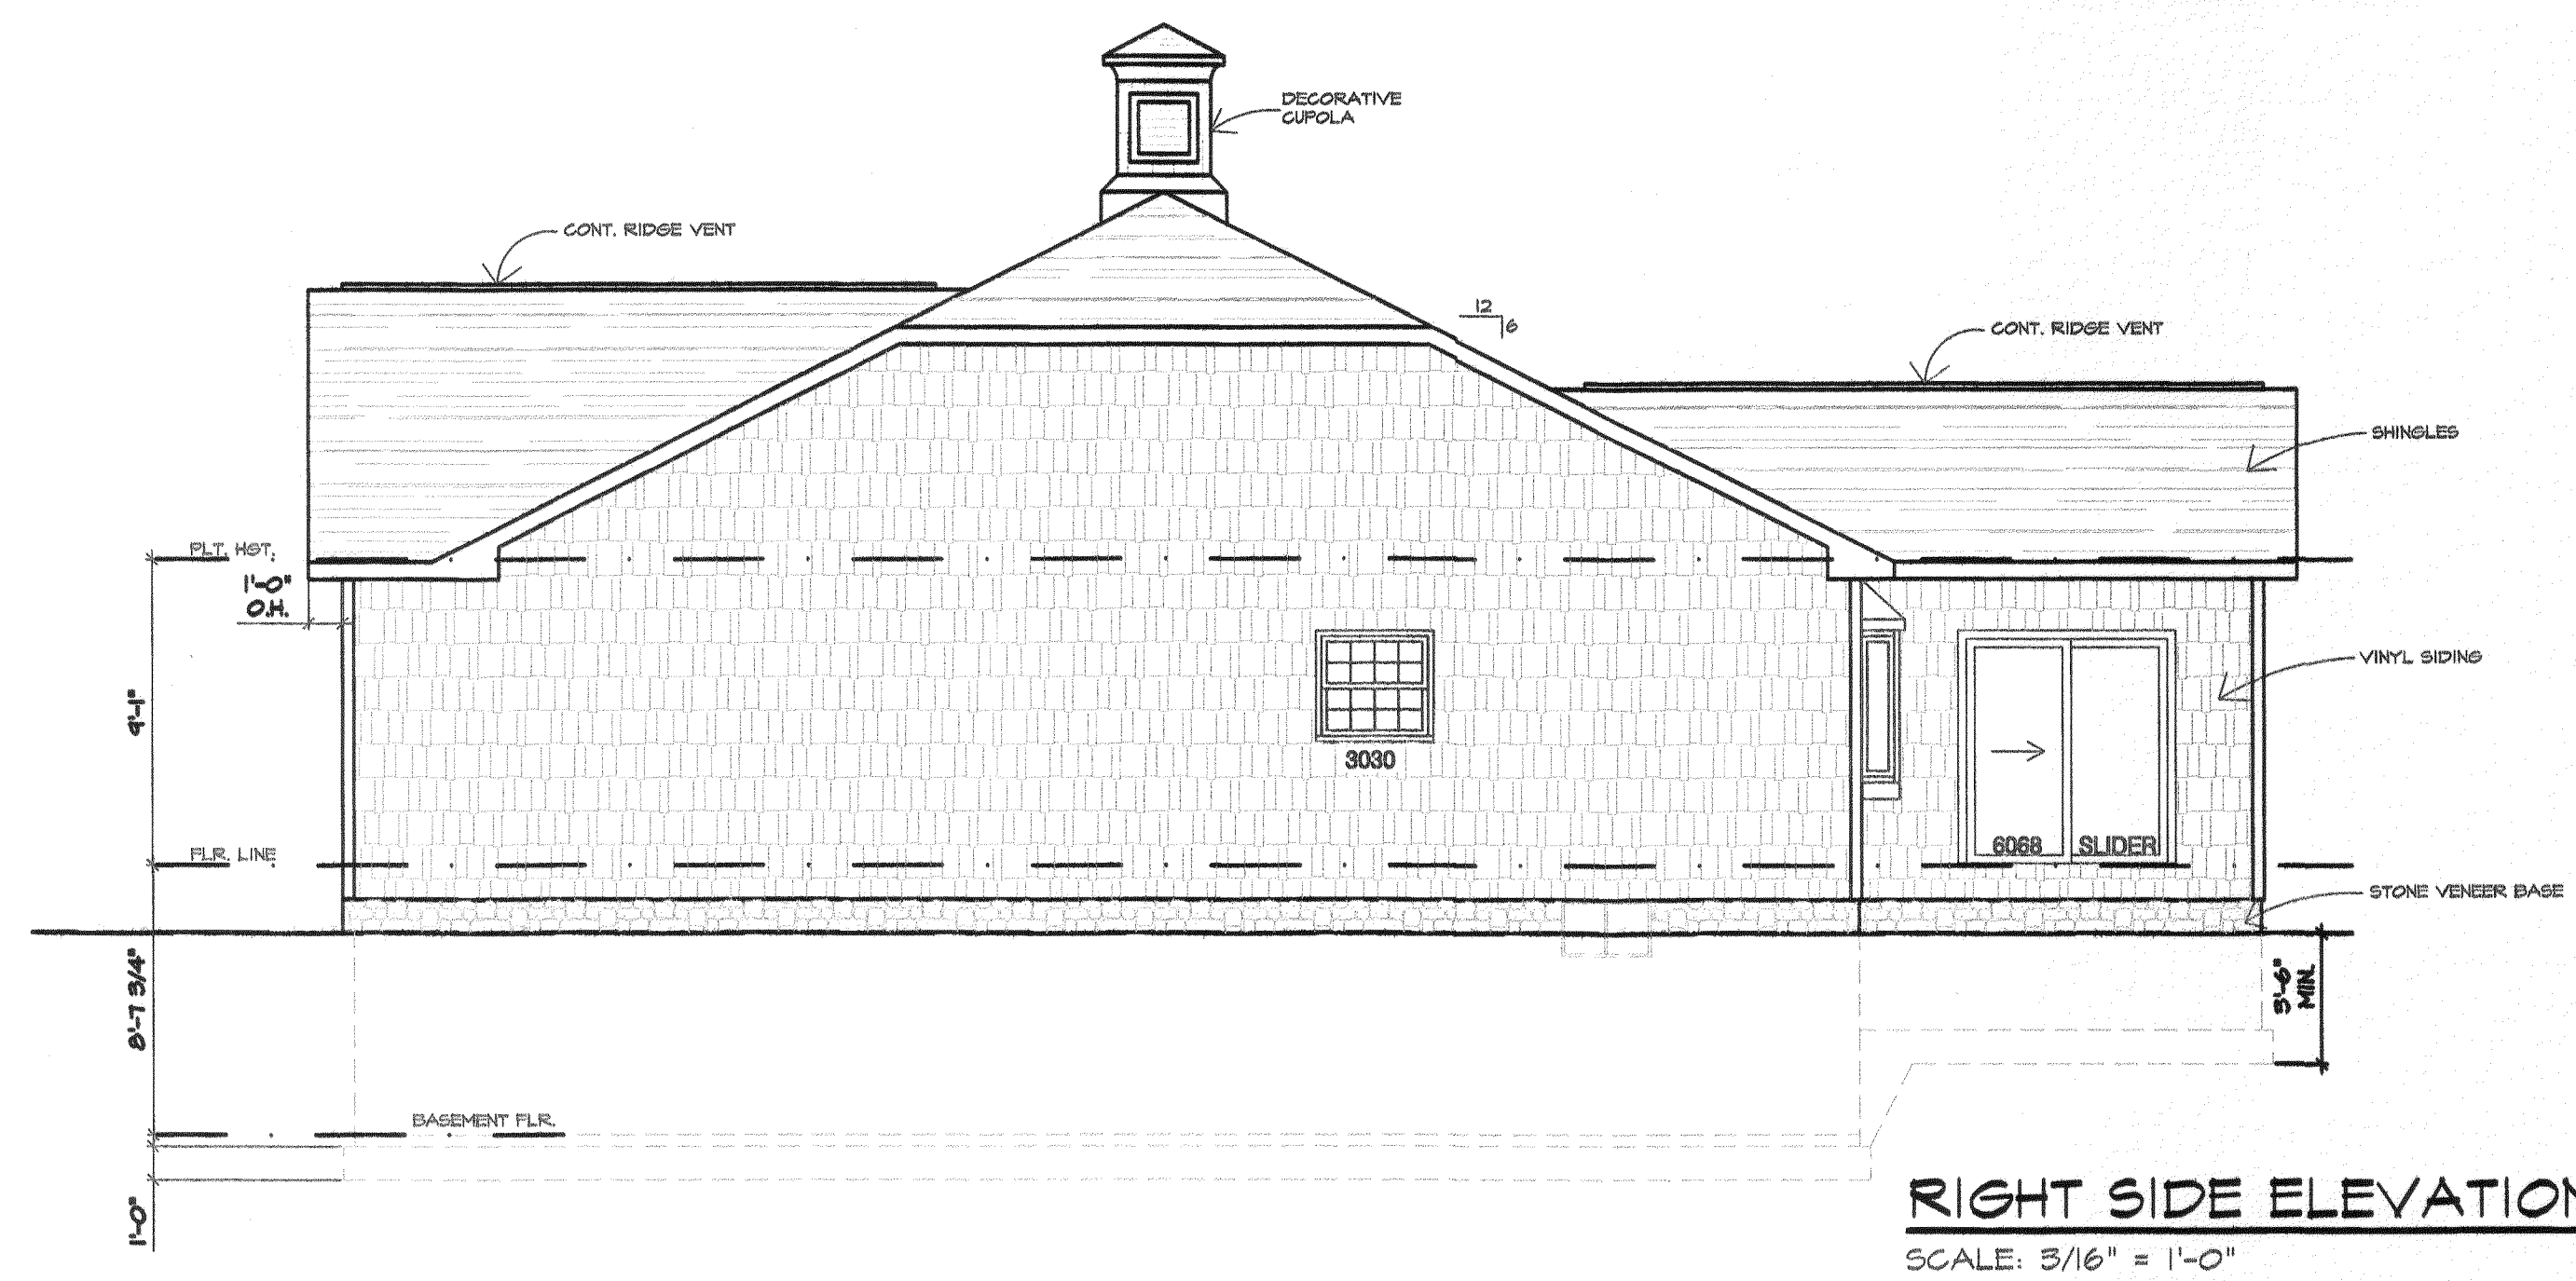 DECORATIVE
CUPOLA
CONT. RIDGE VENT
12
6
CONT. RIDGE VENT
SHINGLES
PLT. HGT.
1'-0"
O.H.
VINYL SIDING
9'-1"
3030
6068 SLIDER
FLR. LINE
STONE VENEER BASE
8'-7 3/4"
3'-6"
MIN.
BASEMENT FLR.
1'-0"
RIGHT SIDE ELEVATION
SCALE: 3/16" = 1'-0"